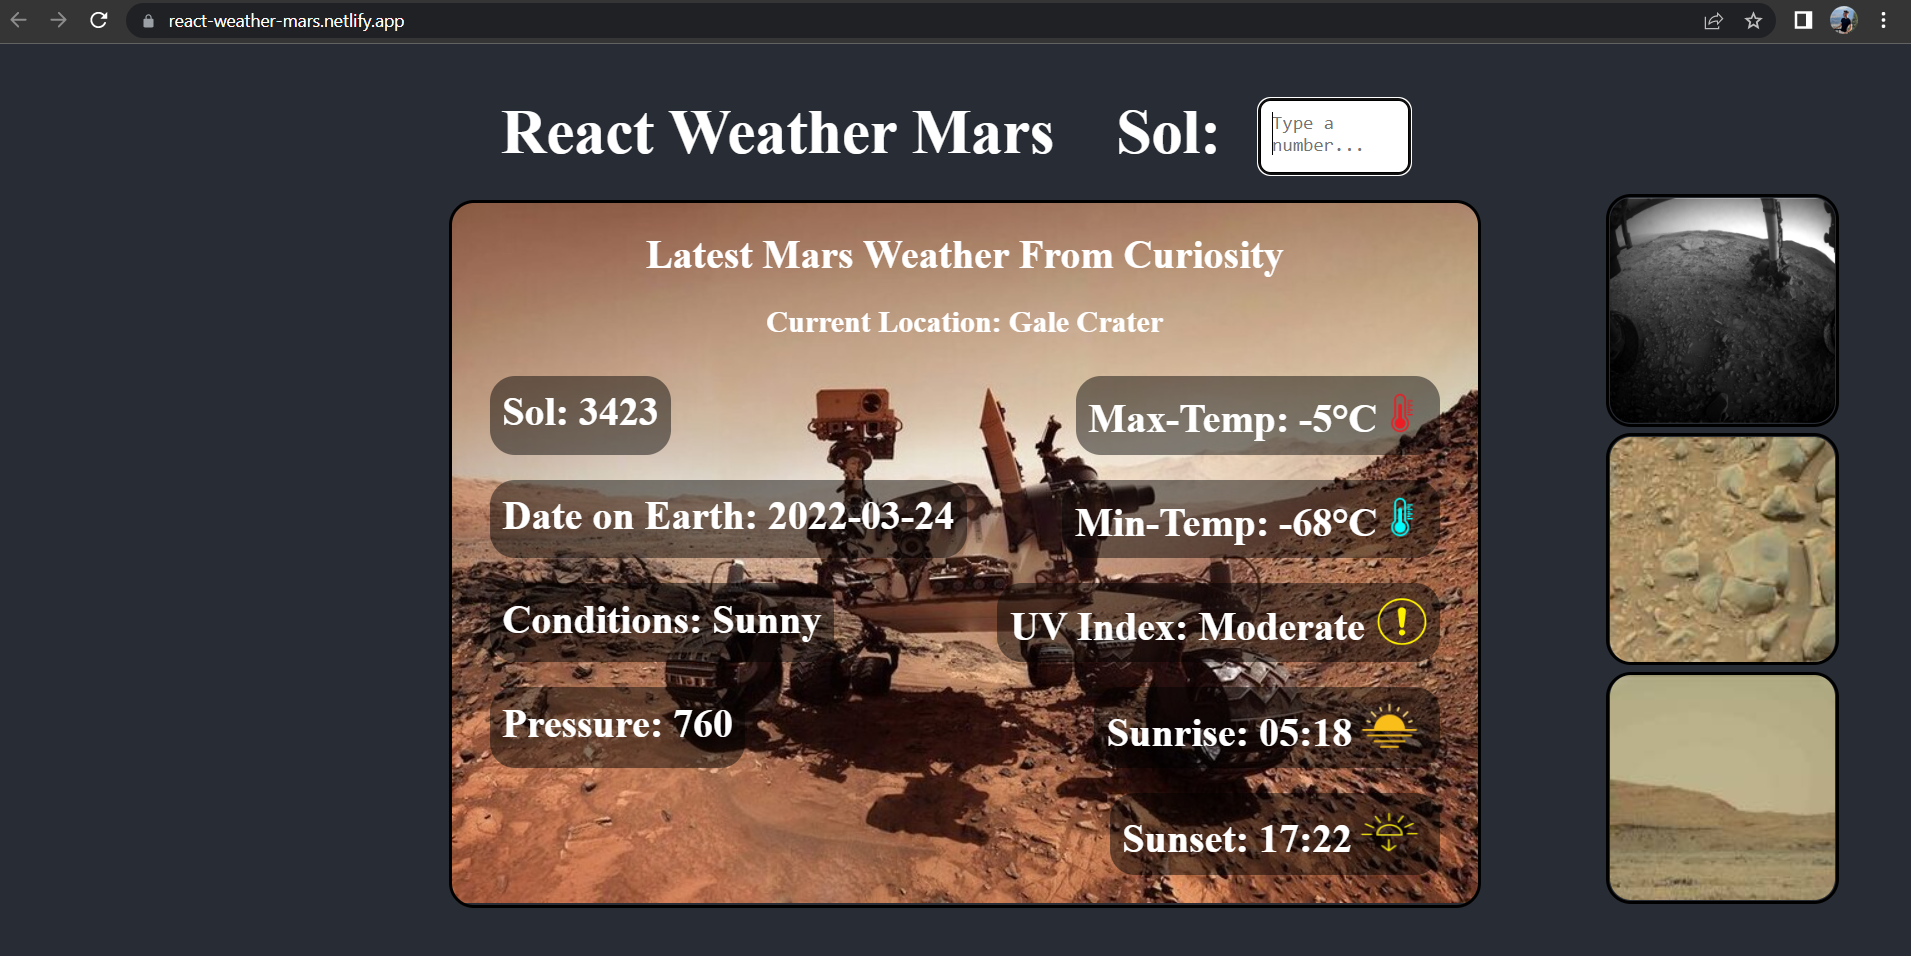 react-weather-mars.netlify.app
React Weather Mars Sol:
Type a
number...
Latest Mars Weather From Curiosity
Current Location: Gale Crater
Sol: 3423
Max-Temp: -5°C
Date on Earth: 2022-03-24
Min-Temp: -68°C
Conditions: Sunny
UV Index: Moderate
Pressure: 760
Sunrise: 05:18
Sunset: 17:22